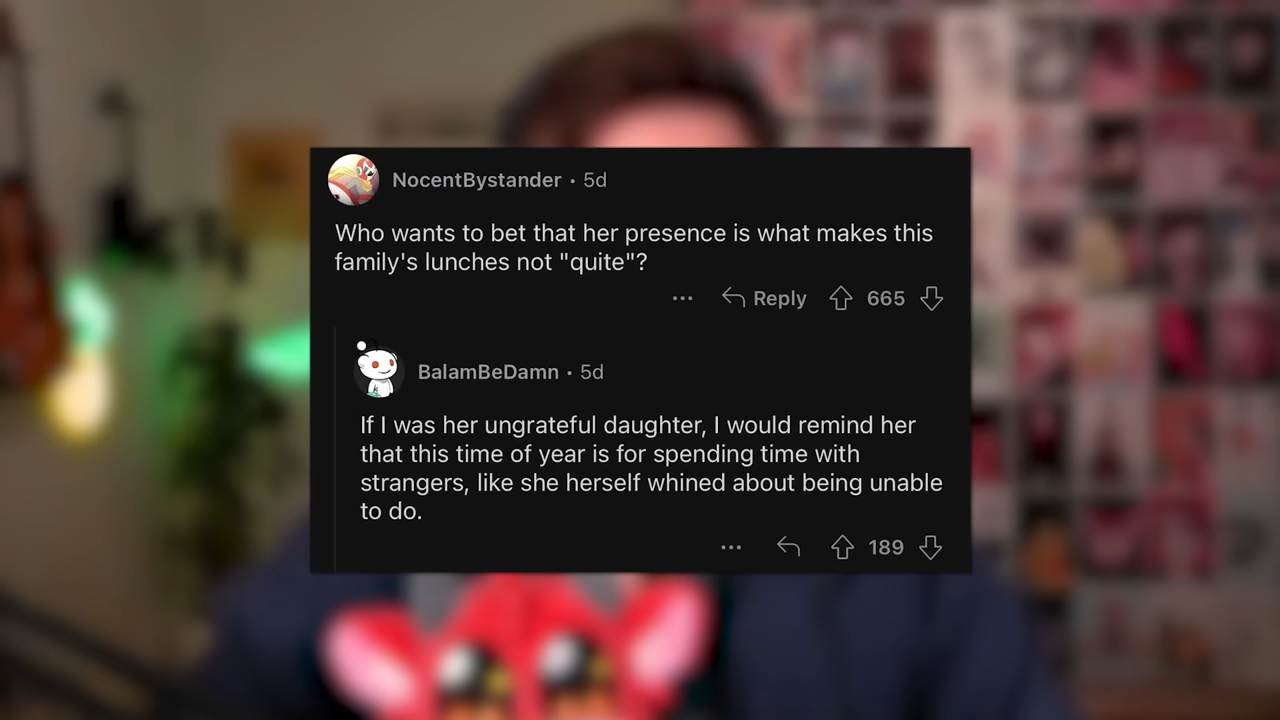 NocentBystander • 5d
Who wants to bet that her presence is what makes this
family's lunches not "quite"?
Reply 665
BalamBeDamn • 5d
If I was her ungrateful daughter, I would remind her
that this time of year is for spending time with
strangers, like she herself whined about being unable
to do.
189